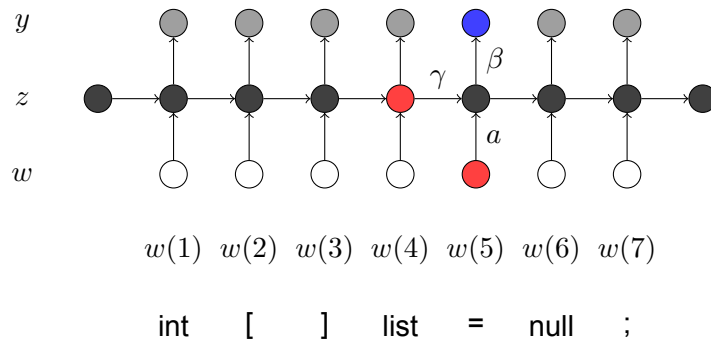 y
β
γ
z
a
w
w(1) w(2) w(3) w(4) w(5) w(6) w(7)
int [ ] list = null ;